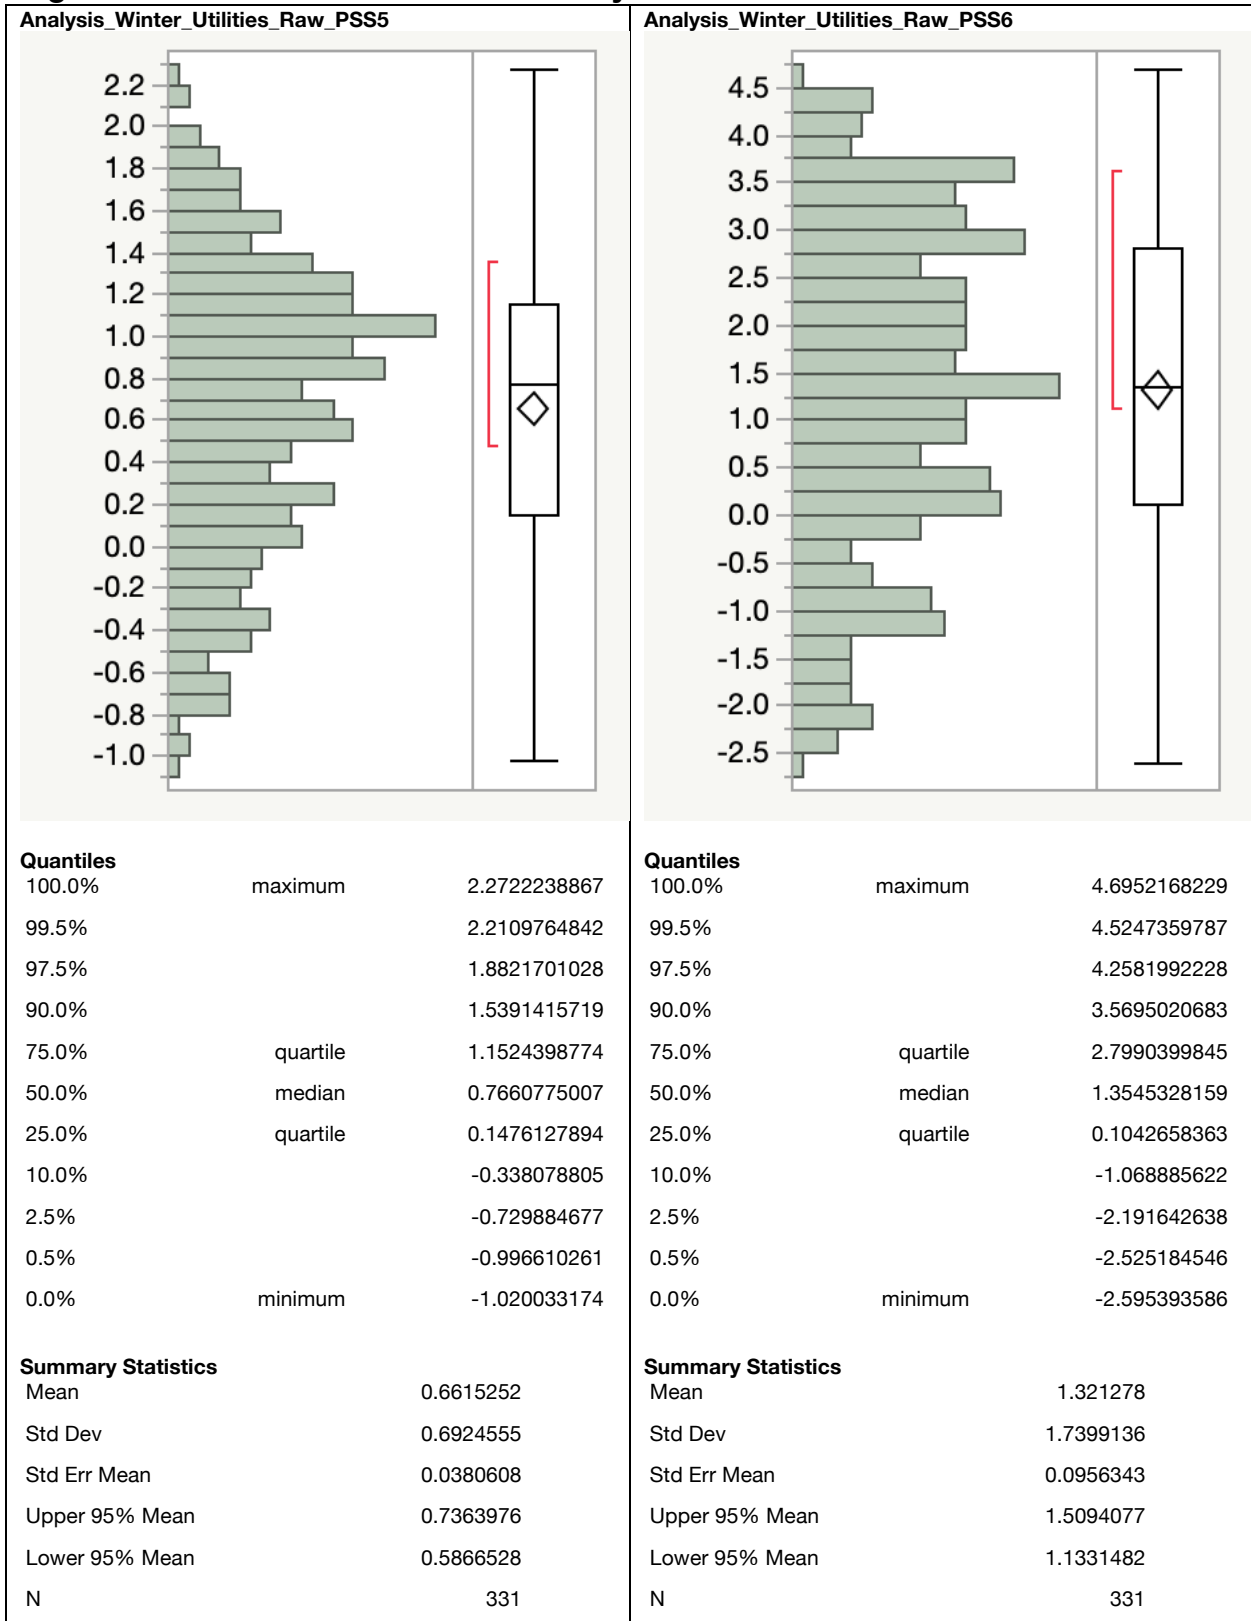 Analysis_Winter_Utilities_Raw_PSS5
2.2
2.0
1.8
1.6
1.4
1.2
1.0
0.8
0.6
0.4
0.2
0.0
-0.2
-0.4
-0.6
-0.8
-1.0
Quantiles
100.0% maximum 2.2722238867
99.5% 2.2109764842
97.5% 1.8821701028
90.0% 1.5391415719
75.0% quartile 1.1524398774
50.0% median 0.7660775007
25.0% quartile 0.1476127894
10.0% -0.338078805
2.5% -0.729884677
0.5% -0.996610261
0.0% minimum -1.020033174
Summary Statistics
Mean 0.6615252
Std Dev 0.6924555
Std Err Mean 0.0380608
Upper 95% Mean 0.7363976
Lower 95% Mean 0.5866528
N 331
Analysis_Winter_Utilities_Raw_PSS6
4.5
4.0
3.5
3.0
2.5
2.0
1.5
1.0
0.5
0.0
-0.5
-1.0
-1.5
-2.0
-2.5
Quantiles
100.0% maximum 4.6952168229
99.5% 4.5247359787
97.5% 4.2581992228
90.0% 3.5695020683
75.0% quartile 2.7990399845
50.0% median 1.3545328159
25.0% quartile 0.1042658363
10.0% -1.068885622
2.5% -2.191642638
0.5% -2.525184546
0.0% minimum -2.595393586
Summary Statistics
Mean 1.321278
Std Dev 1.7399136
Std Err Mean 0.0956343
Upper 95% Mean 1.5094077
Lower 95% Mean 1.1331482
N 331